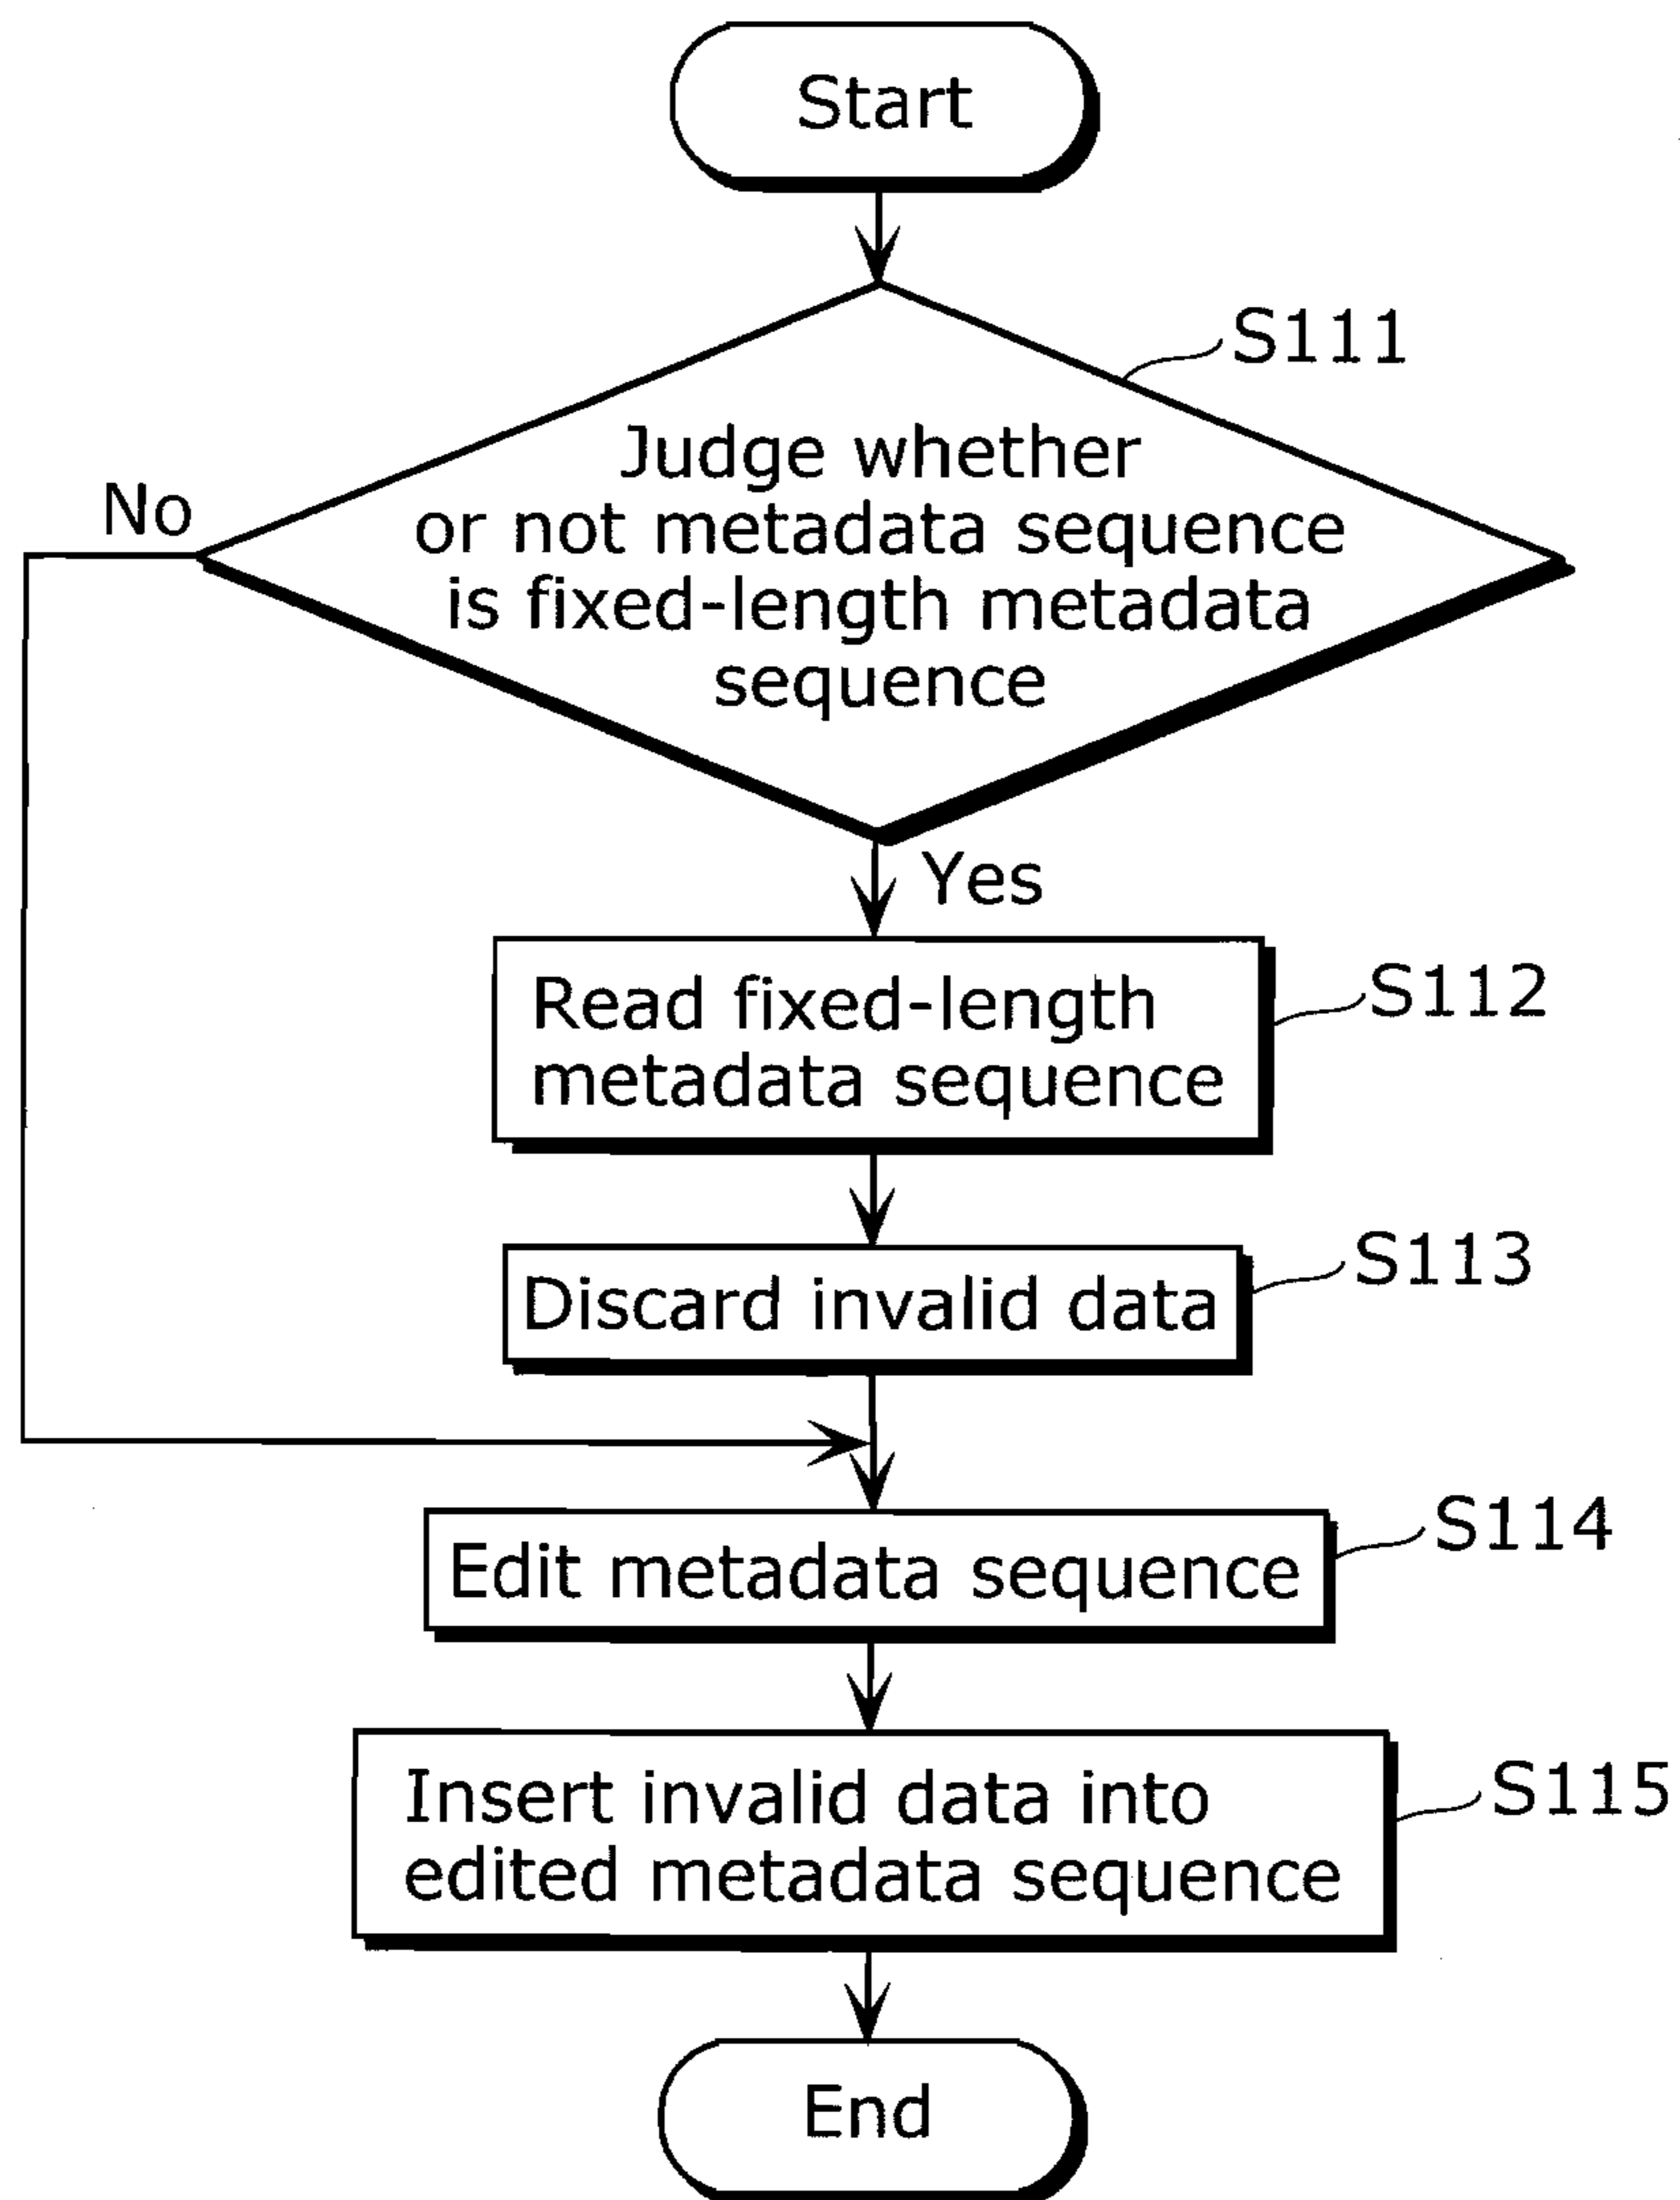 Start
S111
Judge whether
or not metadata sequence
is fixed-length metadata
sequence
No
Yes
Read fixed-length
metadata sequence
S112
Discard invalid data
S113
Edit metadata sequence
S114
Insert invalid data into
edited metadata sequence
S115
End